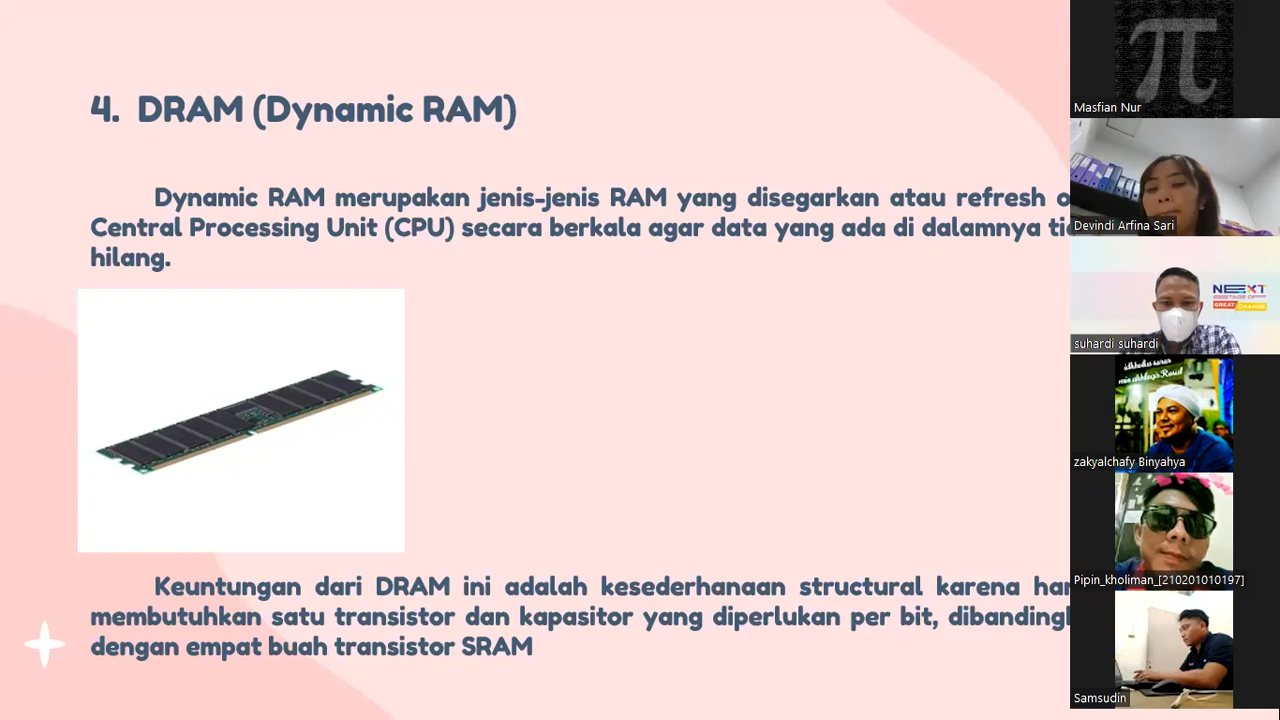 4. DRAM (Dynamic RAM)
Dynamic RAM merupakan jenis-jenis RAM yang disegarkan atau refresh
Central Processing Unit (CPU) secara berkala agar data yang ada di dalamnya
hilang.
Keuntungan dari DRAM ini adalah kesederhanaan structural karena
membutuhkan satu transistor dan kapasitor yang diperlukan per bit,
dengan empat buah transistor SRAM
Masfian Nur
Devindi Arfina Sari
NEXT
GREAT
suhardi suhardi
zakyalchafy Binyahya
Pipin_kholiman_[210201010197]
Samsudin